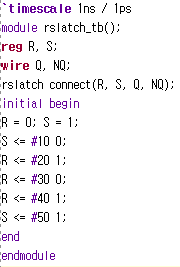 `timescale 1ns / 1ps
module rslatch_tb();
reg R, S;
wire Q, NQ;
rslatch connect(R, S, Q, NQ);
initial begin
R = 0; S = 1;
S <= #10 0;
R <= #20 1;
R <= #30 0;
R <= #40 1;
S <= #50 1;
end
endmodule